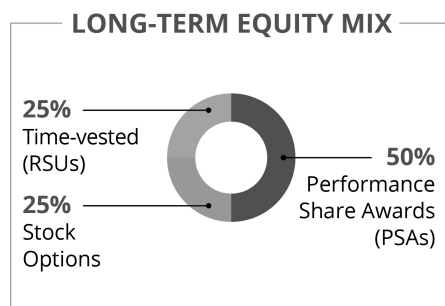 LONG-TERM EQUITY MIX
25%
Time-vested
(RSUs)
25%
Stock
Options
50%
Performance
Share Awards
(PSAs)